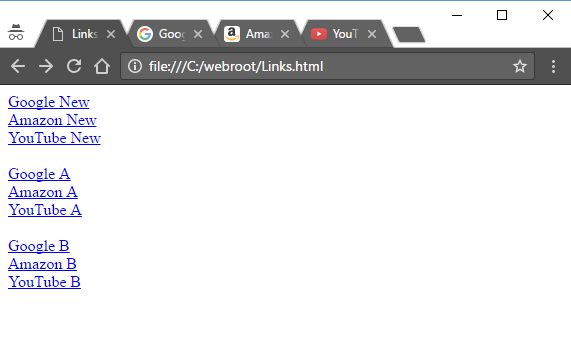 Links
Goog
Amaz
YouT
file:///C:/webroot/Links.html
Google New
Amazon New
YouTube New
Google A
Amazon A
YouTube A
Google B
Amazon B
YouTube B